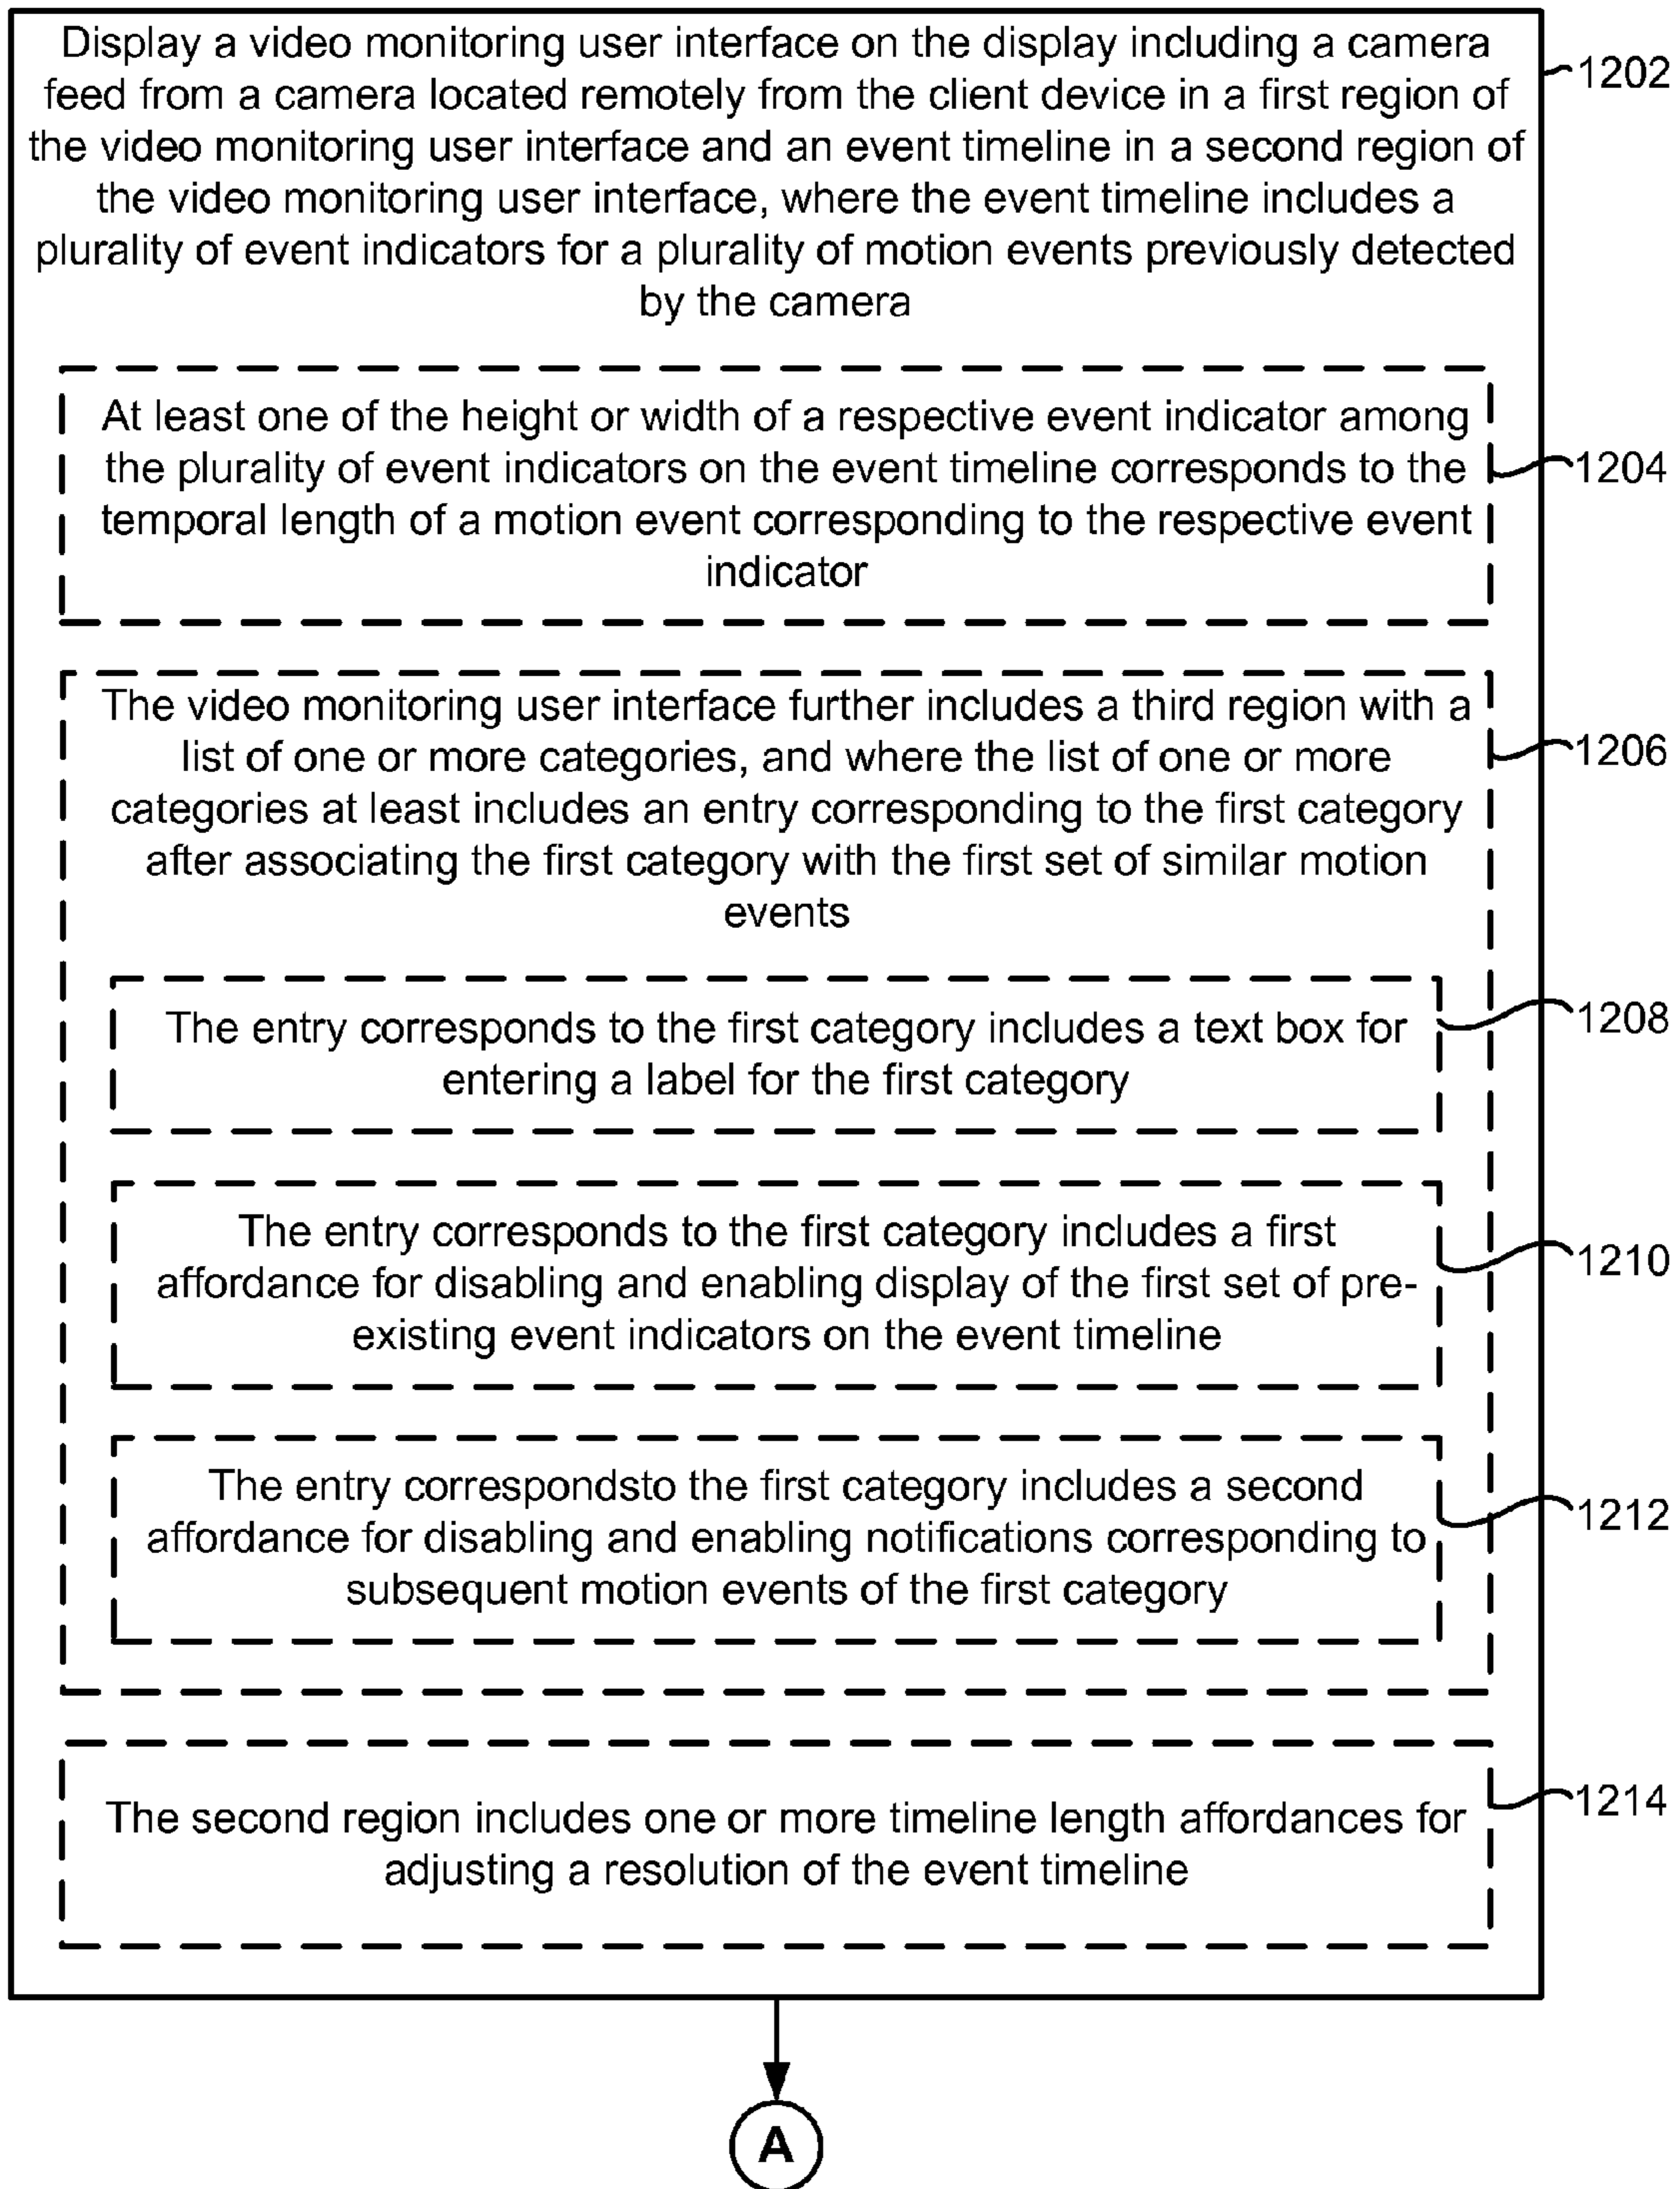 Display a video monitoring user interface on the display including a camera
feed from a camera located remotely from the client device in a first region of
the video monitoring user interface and an event timeline in a second region of
the video monitoring user interface, where the event timeline includes a
plurality of event indicators for a plurality of motion events previously detected
by the camera
1202
At least one of the height or width of a respective event indicator among
the plurality of event indicators on the event timeline corresponds to the
temporal length of a motion event corresponding to the respective event
indicator
1204
The video monitoring user interface further includes a third region with a
list of one or more categories, and where the list of one or more
categories at least includes an entry corresponding to the first category
after associating the first category with the first set of similar motion
events
1206
The entry corresponds to the first category includes a text box for
entering a label for the first category
1208
The entry corresponds to the first category includes a first
affordance for disabling and enabling display of the first set of pre-
existing event indicators on the event timeline
1210
The entry correspondsto the first category includes a second
affordance for disabling and enabling notifications corresponding to
subsequent motion events of the first category
1212
The second region includes one or more timeline length affordances for
adjusting a resolution of the event timeline
1214
A